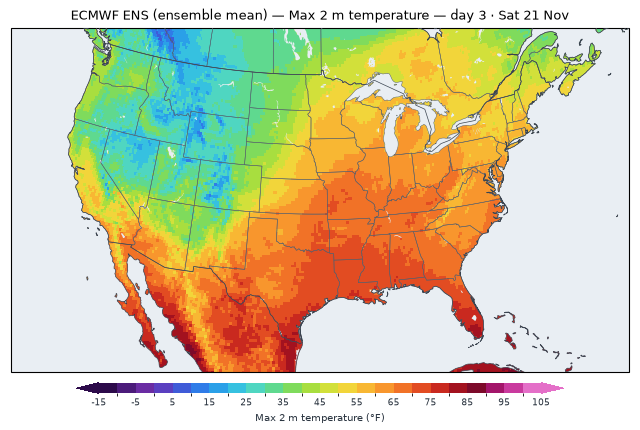 ECMWF ENS (ensemble mean) — Max 2 m temperature — day 3 · Sat 21 Nov
-15 -5 5 15 25 35 45 55 65 75 85 95 105
Max 2 m temperature (°F)